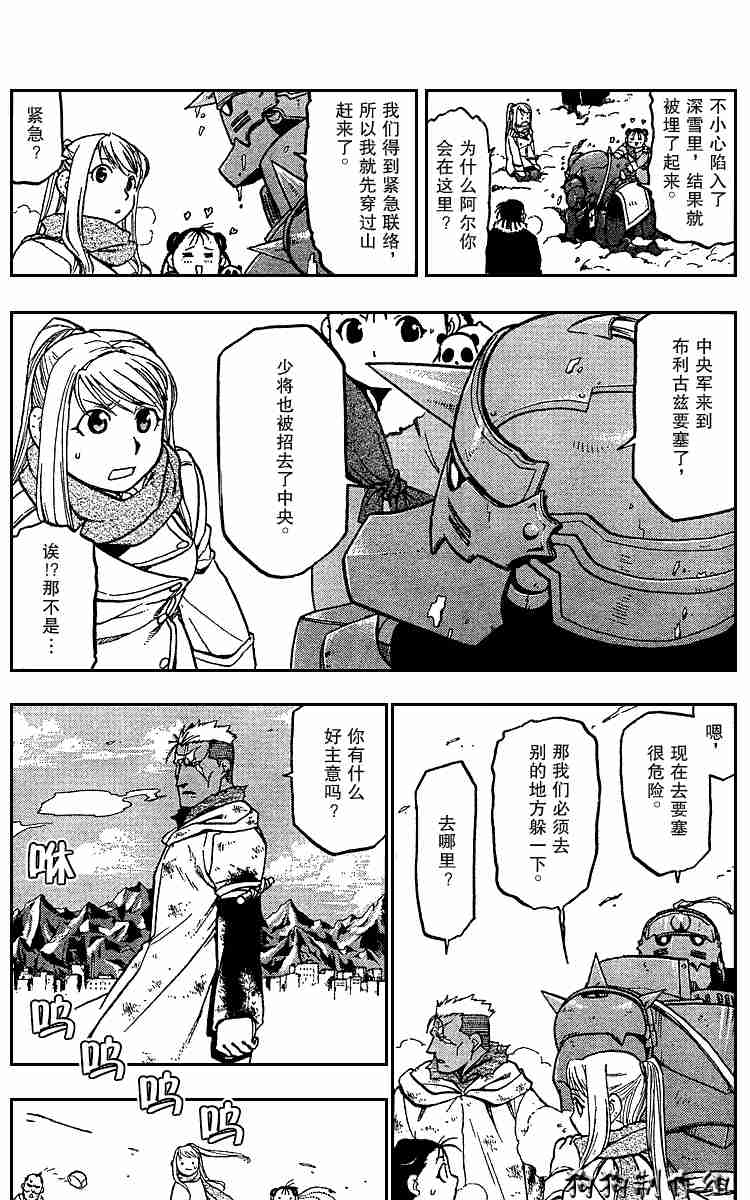 不小心陷入了
深雪里，结果就
被埋了起来。
为什么阿尔你
会在这里？
我们得到紧急联络，
所以我就先穿过山
赶来了。
紧急？
中央军来到
布利古兹要塞了，
少将也被招去了中央。
诶!?那不是…
嗯，
现在去要塞
很危险。
那我们必须去
别的地方躲一下。
去哪里？
你有什么
好主意吗？
咻
呜
呜
呜
呜
狗狗制作组